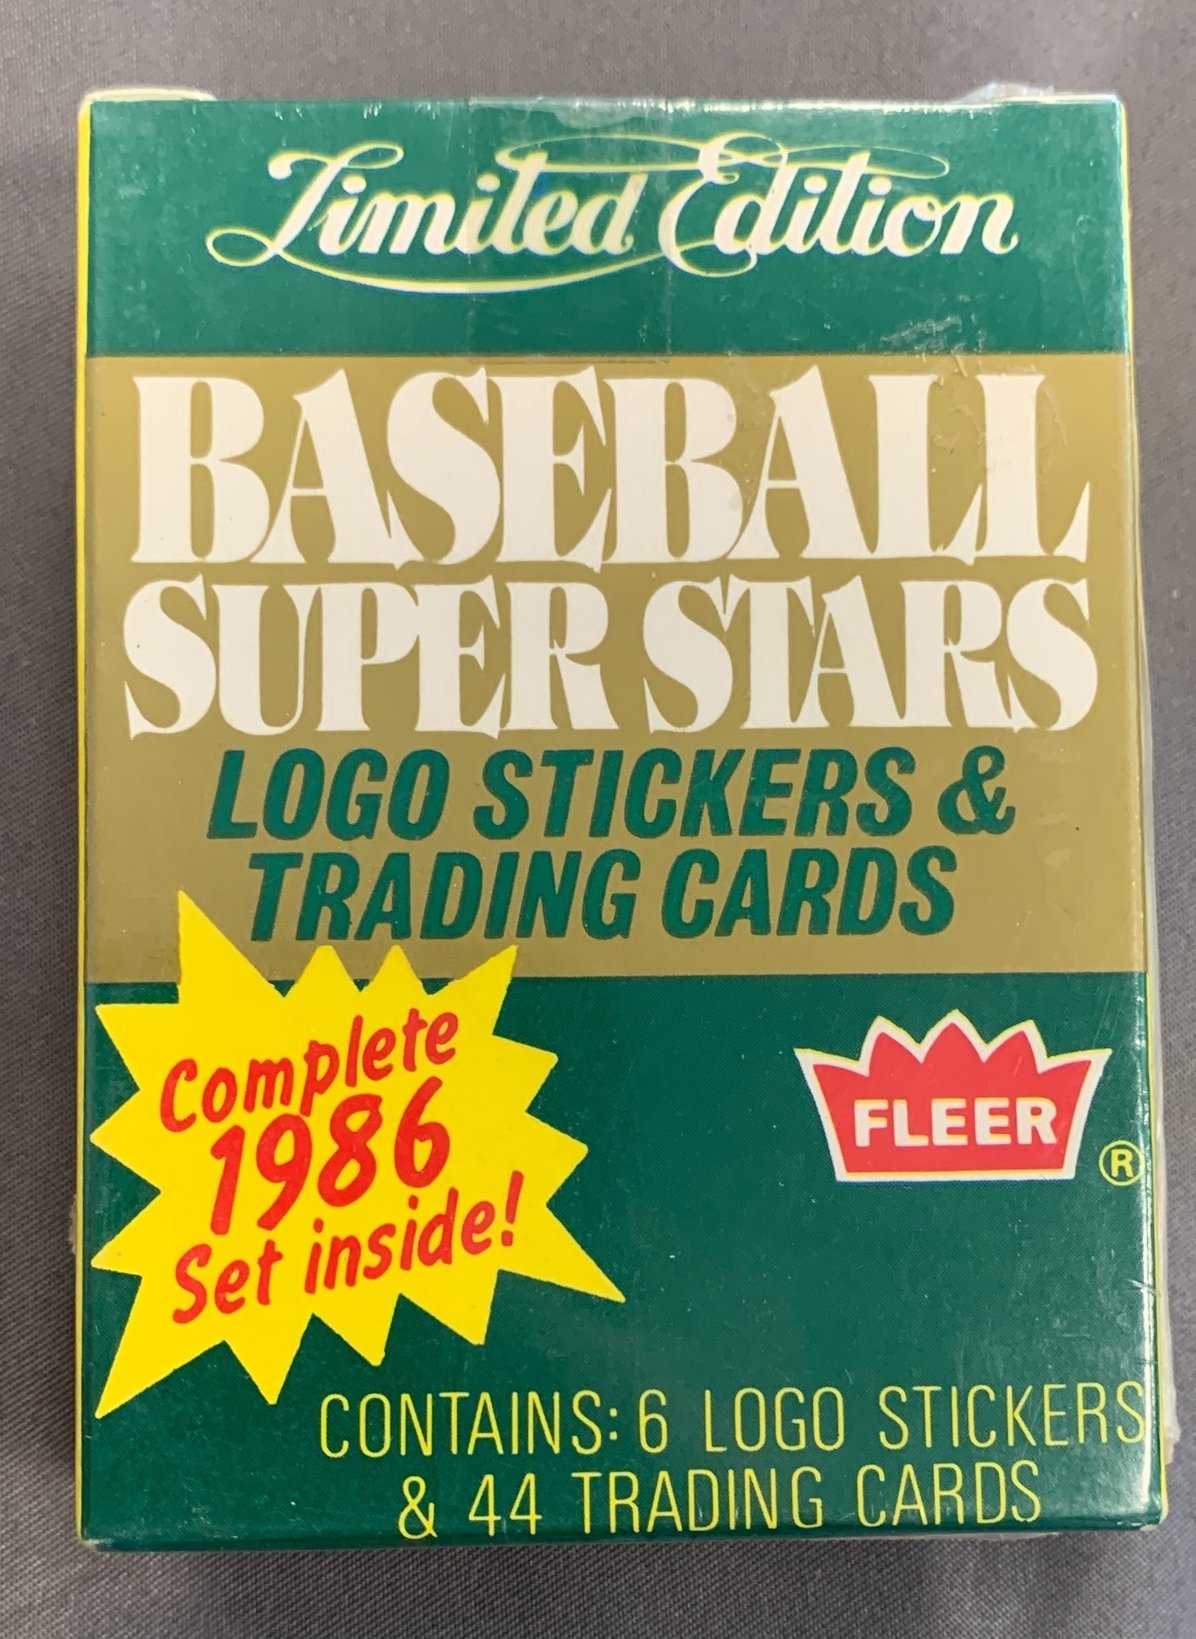 Limited Edition
BASEBALL
SUPER STARS
LOGO STICKERS &
TRADING CARDS
Complete
1986
Set inside!
FLEER
®
CONTAINS: 6 LOGO STICKERS
& 44 TRADING CARDS